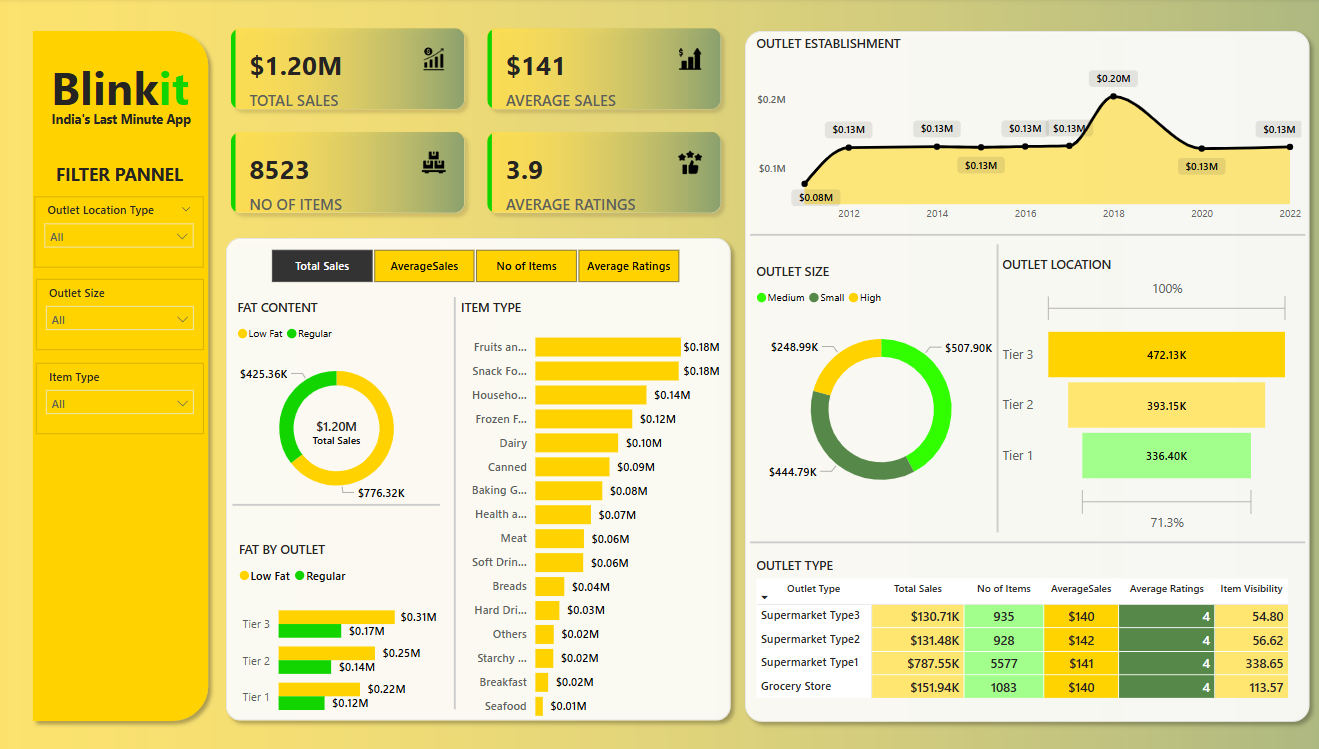 Blinkit
India's Last Minute App
FILTER PANNEL
Outlet Location Type
All
Outlet Size
All
Item Type
All
$1.20M
TOTAL SALES
$141
AVERAGE SALES
8523
NO OF ITEMS
3.9
AVERAGE RATINGS
Total Sales AverageSales No of Items Average Ratings
FAT CONTENT
Low Fat Regular
$425.36K
$1.20M
Total Sales
$776.32K
FAT BY OUTLET
Low Fat Regular
Tier 3 $0.31M
$0.17M
Tier 2 $0.25M
$0.14M
Tier 1 $0.22M
$0.12M
ITEM TYPE
Fruits an... $0.18M
Snack Fo... $0.18M
Househo... $0.14M
Frozen F... $0.12M
Dairy $0.10M
Canned $0.09M
Baking G... $0.08M
Health a... $0.07M
Meat $0.06M
Soft Drin... $0.06M
Breads $0.04M
Hard Dri... $0.03M
Others $0.02M
Starchy ... $0.02M
Breakfast $0.02M
Seafood $0.01M
OUTLET ESTABLISHMENT
$0.2M
$0.1M
$0.08M
$0.13M
$0.13M
$0.13M
$0.13M
$0.13M
$0.20M
$0.13M
$0.13M
2012 2014 2016 2018 2020 2022
OUTLET SIZE
Medium Small High
$248.99K
$507.90K
$444.79K
OUTLET LOCATION
100%
Tier 3 472.13K
Tier 2 393.15K
Tier 1 336.40K
71.3%
OUTLET TYPE
Outlet Type Total Sales No of Items AverageSales Average Ratings Item Visibility
Supermarket Type3 $130.71K 935 $140 4 54.80
Supermarket Type2 $131.48K 928 $142 4 56.62
Supermarket Type1 $787.55K 5577 $141 4 338.65
Grocery Store $151.94K 1083 $140 4 113.57